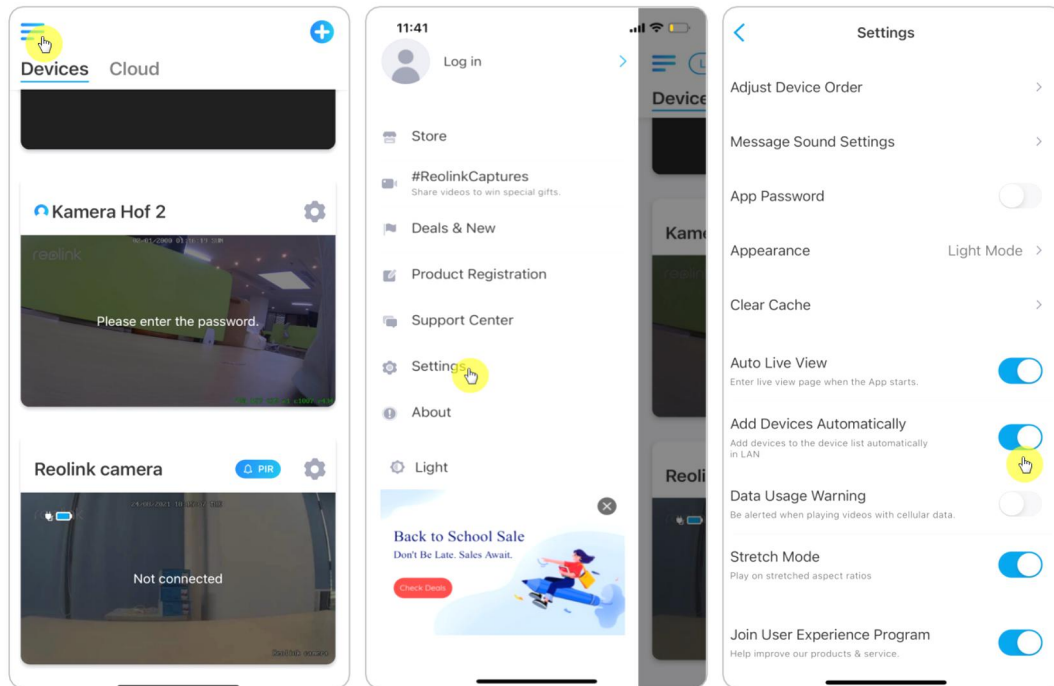 Devices Cloud
Kamera Hof 2
reolink
Please enter the password.
Reolink camera
PIR
Not connected
Reolink camera
11:41
Log in
Store
#ReolinkCaptures
Share videos to win special gifts.
Deals & New
Product Registration
Support Center
Settings
About
Light
Back to School Sale
Don't Be Late. Sales Await.
Check Deals
Device
Kame
Reoli
Settings
Adjust Device Order
Message Sound Settings
App Password
Appearance Light Mode
Clear Cache
Auto Live View
Enter live view page when the App starts.
Add Devices Automatically
Add devices to the device list automatically
in LAN
Data Usage Warning
Be alerted when playing videos with cellular data.
Stretch Mode
Play on stretched aspect ratios
Join User Experience Program
Help improve our products & service.